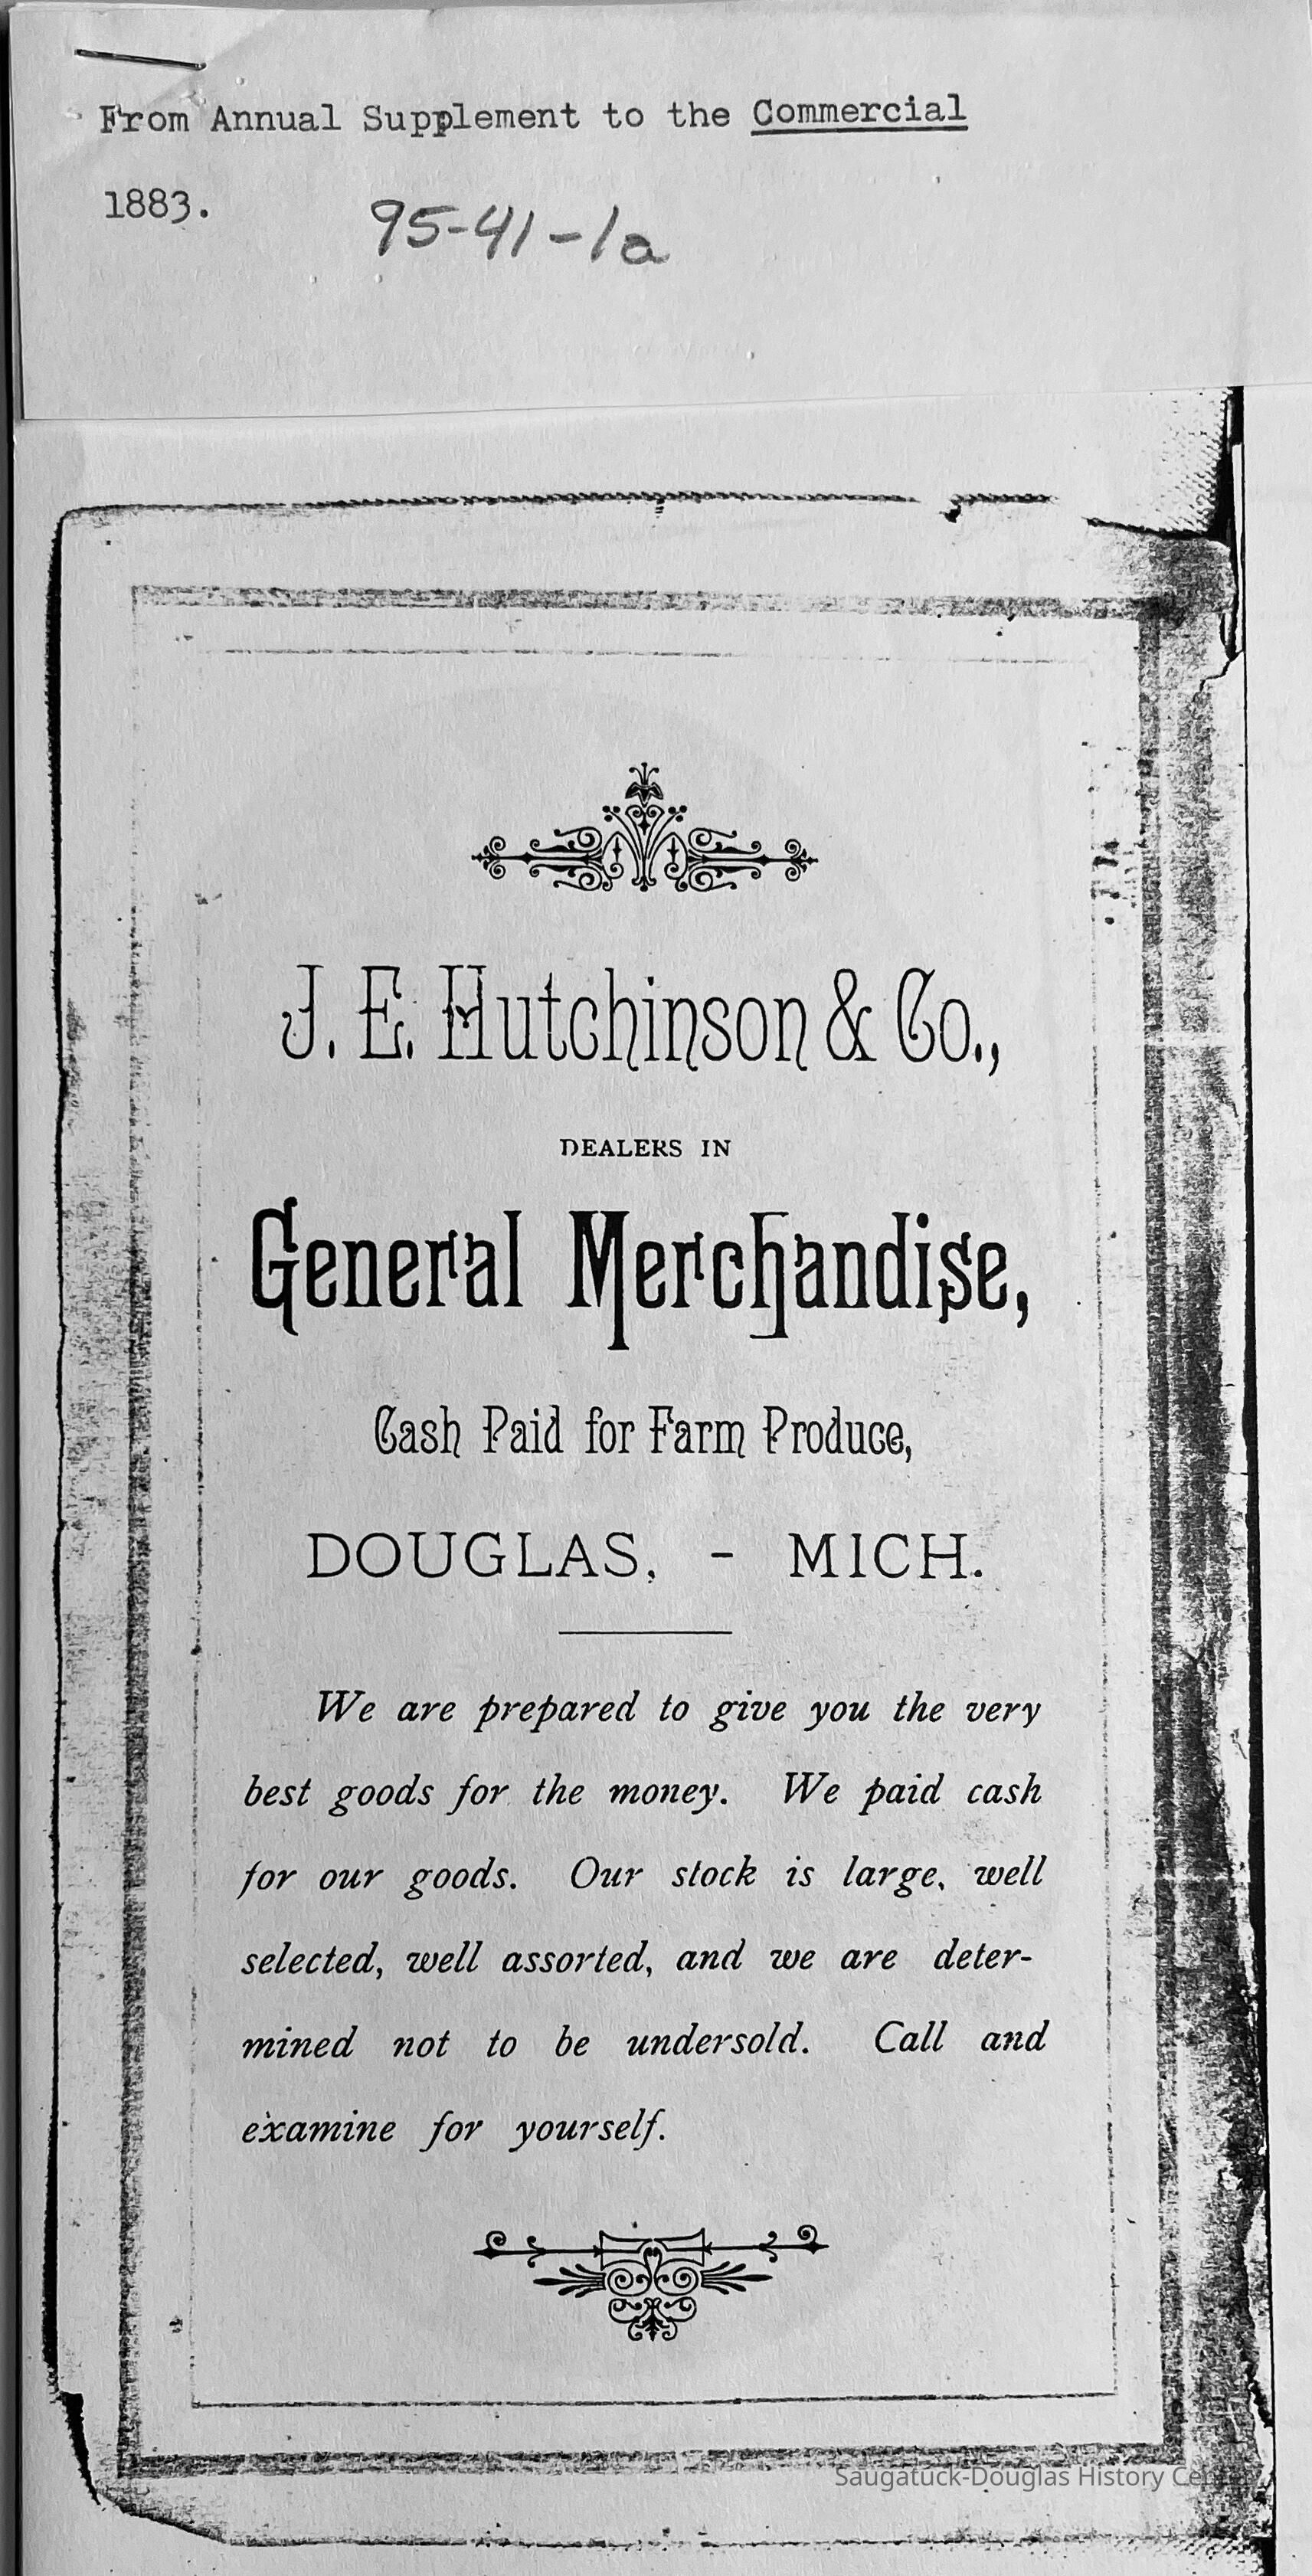 From Annual Supplement to the Commercial
1883.
95-41-1a
J. E. Hutchinson & Co.,
DEALERS IN
General Merchandise,
Cash Paid for Farm Produce,
DOUGLAS, - MICH.
We are prepared to give you the very
best goods for the money. We paid cash
for our goods. Our stock is large, well
selected, well assorted, and we are deter-
mined not to be undersold. Call and
examine for yourself.
Saugatuck-Douglas History